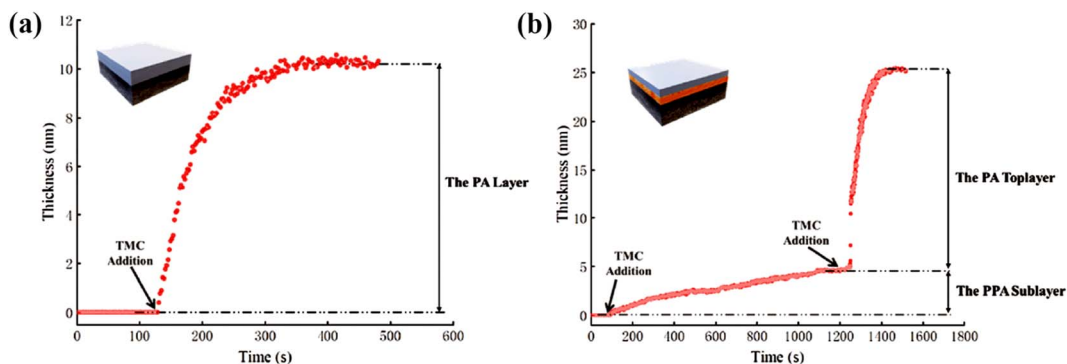 (a)
12
10
8
6
4
2
0
Thickness (nm)
TMC
Addition
The PA Layer
0 100 200 300 400 500 600
Time (s)
(b)
30
25
20
15
10
5
0
Thickness (nm)
TMC
Addition
TMC
Addition
The PA Toplayer
The PPA Sublayer
0 200 400 600 800 1000 1200 1400 1600 1800
Time (s)